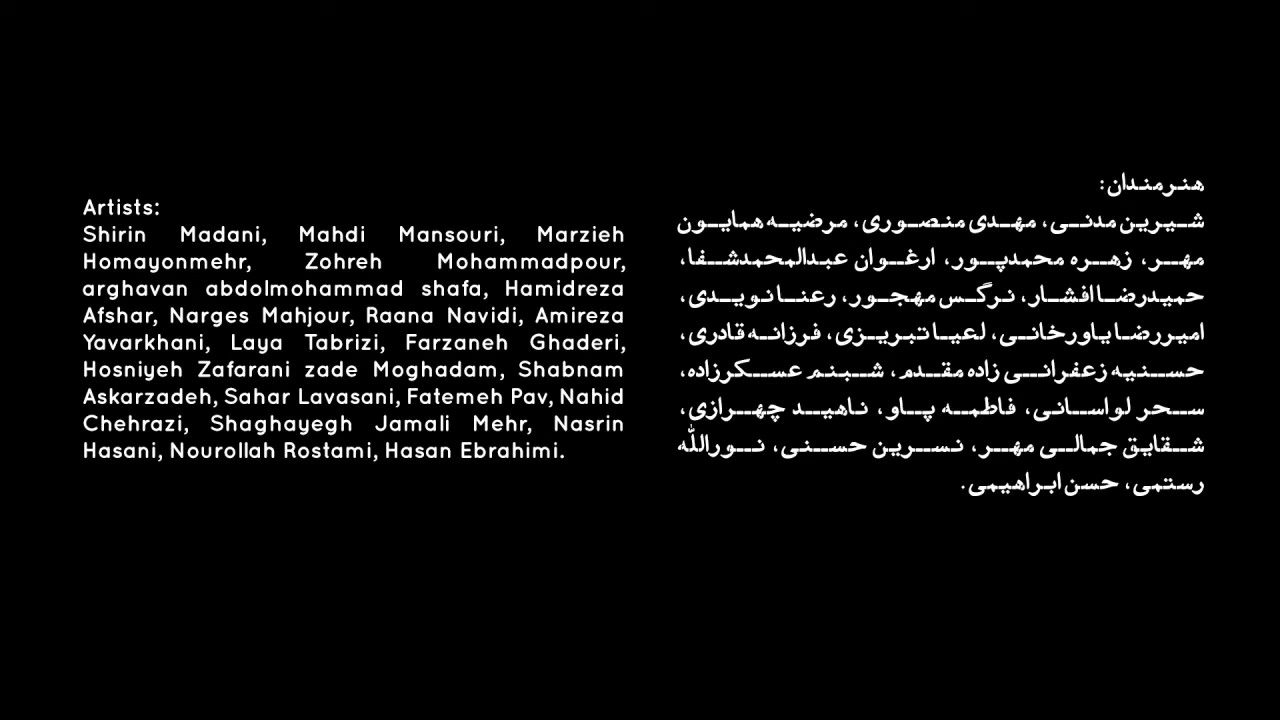 Artists:
Shirin Madani, Mahdi Mansouri, Marzieh
Homayonmehr, Zohreh Mohammadpour,
arghavan abdolmohammad shafa, Hamidreza
Afshar, Narges Mahjour, Raana Navidi, Amireza
Yavarkhani, Laya Tabrizi, Farzaneh Ghaderi,
Hosniyeh Zafarani zade Moghadam, Shabnam
Askarzadeh, Sahar Lavasani, Fatemeh Pav, Nahid
Chehrazi, Shaghayegh Jamali Mehr, Nasrin
Hasani, Nourollah Rostami, Hasan Ebrahimi.
هنرمندان:
شیرین مدنی، مهدی منصوری، مرضیه همایون
مهر، زهره محمدپور، ارغوان عبدالمحمدشفا،
حمیدرضا افشار، نرگس مهجور، رعنا نویدی،
امیررضا یاورخانی، لعیا تبریزی، فرزانه قادری،
حسنیه زعفرانی زاده مقدم، شبنم عسکرزاده،
سحر لواسانی، فاطمه پاو، ناهید چهرازی،
شقایق جمالی مهر، نسرین حسنی، نورالله
رستمی، حسن ابراهیمی.